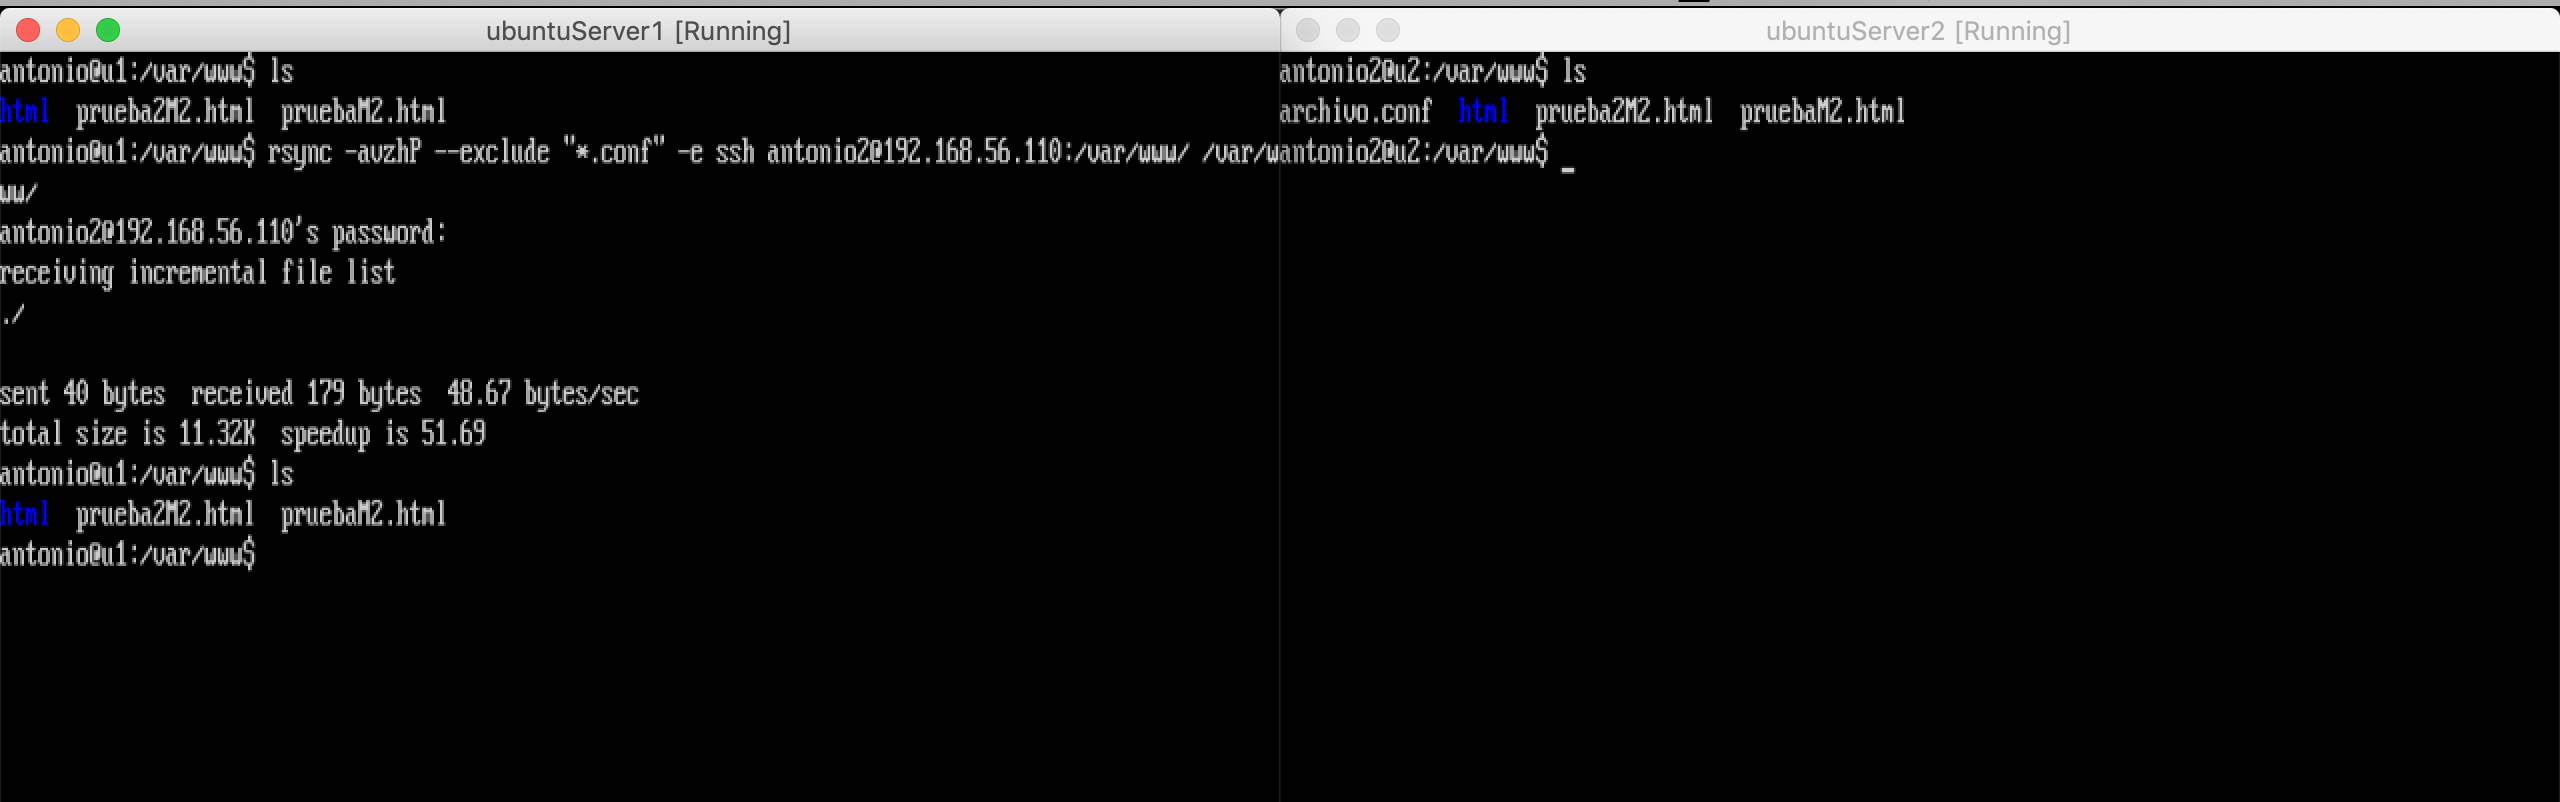 ubuntuServer1 [Running]
antonio@u1:/var/www$ ls
html  prueba2M2.html  pruebaM2.html
antonio@u1:/var/www$ rsync -avzhP --exclude "*.conf" -e ssh antonio2@192.168.56.110:/var/www/ /var/w
ww/
antonio2@192.168.56.110's password:
receiving incremental file list
./
sent 40 bytes  received 179 bytes  48.67 bytes/sec
total size is 11.32K  speedup is 51.69
antonio@u1:/var/www$ ls
html  prueba2M2.html  pruebaM2.html
antonio@u1:/var/www$
ubuntuServer2 [Running]
antonio2@u2:/var/www$ ls
archivo.conf  html  prueba2M2.html  pruebaM2.html
antonio2@u2:/var/www$ _